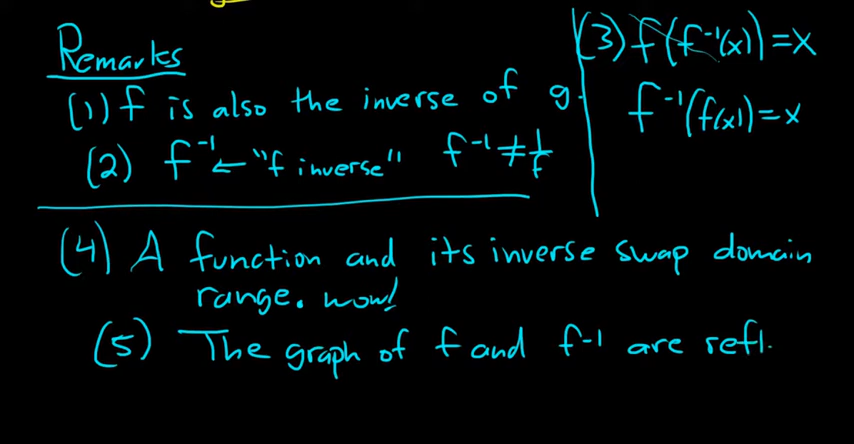 Remarks
(1) f is also the inverse of g.
(2) f⁻¹ ← "f inverse" f⁻¹ ≠ 1/f
(3) f(f⁻¹(x)) = x
f⁻¹(f(x)) = x
(4) A function and its inverse swap domain
range. wow!
(5) The graph of f and f⁻¹ are refl